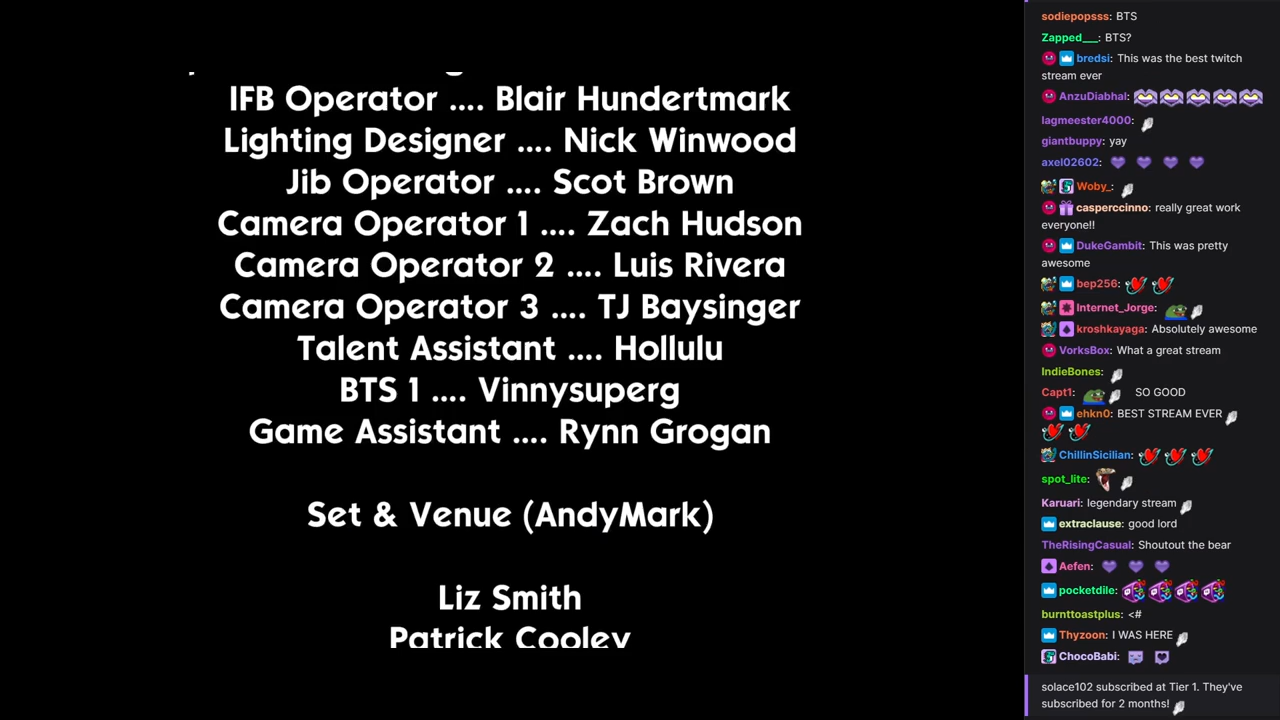 IFB Operator .... Blair Hundertmark
Lighting Designer .... Nick Winwood
Jib Operator .... Scot Brown
Camera Operator 1 .... Zach Hudson
Camera Operator 2 .... Luis Rivera
Camera Operator 3 .... TJ Baysinger
Talent Assistant .... Hollulu
BTS 1 .... Vinnysuperg
Game Assistant .... Rynn Grogan
Set & Venue (AndyMark)
Liz Smith
Patrick Cooley
sodiepopsss: BTS
Zapped___: BTS?
bredsi: This was the best twitch
stream ever
AnzuDiabhal:
lagmeester4000:
giantbuppy: yay
axel02602:
Woby_:
casperccinno: really great work
everyone!!
DukeGambit: This was pretty
awesome
bep256:
Internet_Jorge:
kroshkayaga: Absolutely awesome
VorksBox: What a great stream
IndieBones:
Capt1: SO GOOD
ehkn0: BEST STREAM EVER
ChillinSicilian:
spot_lite:
Karuari: legendary stream
extraclause: good lord
TheRisingCasual: Shoutout the bear
Aefen:
pocketdile:
burnttoastplus: <#
Thyzoon: I WAS HERE
ChocoBabi:
solace102 subscribed at Tier 1. They've
subscribed for 2 months!